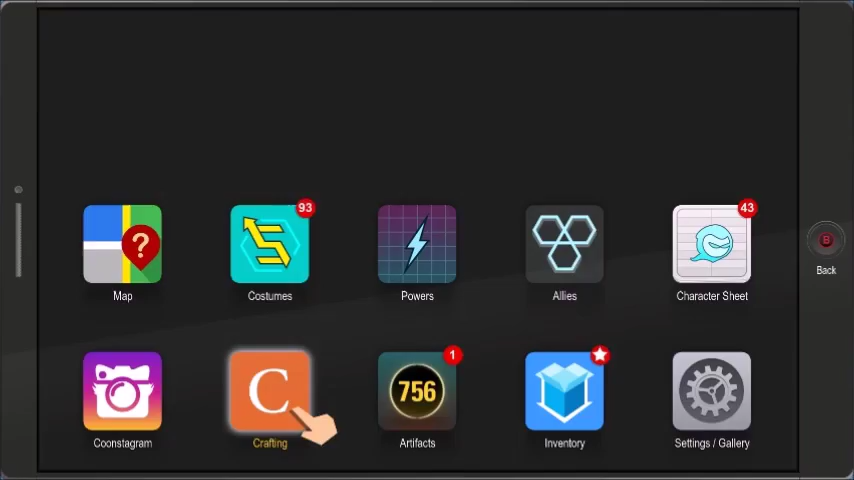 93
43
?
Map
Costumes
Powers
Allies
Character Sheet
B
Back
1
C
756
Coonstagram
Crafting
Artifacts
Inventory
Settings / Gallery